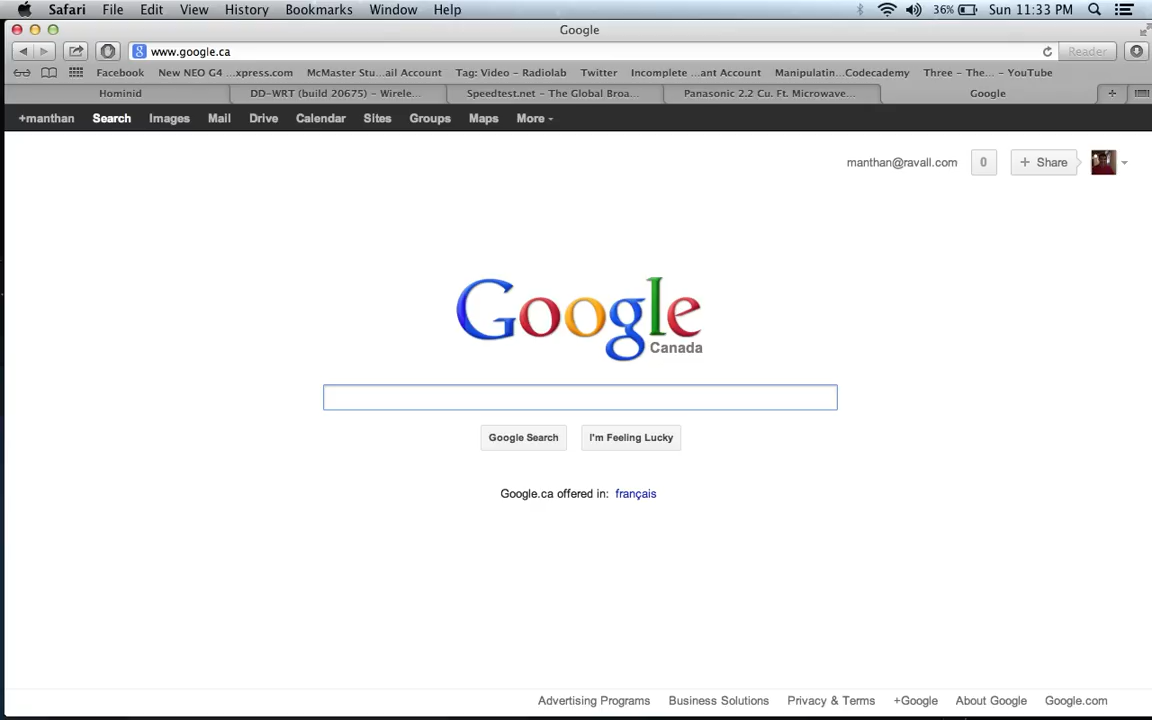 Safari File Edit View History Bookmarks Window Help 36% Sun 11:33 PM
Google
www.google.ca Reader
Facebook New NEO G4 ...xpress.com McMaster Stu...ail Account Tag: Video – Radiolab Twitter Incomplete ...ant Account Manipulatin...Codecademy Three – The... – YouTube
Hominid DD-WRT (build 20675) – Wirele... Speedtest.net – The Global Broa... Panasonic 2.2 Cu. Ft. Microwave... Google
+manthan Search Images Mail Drive Calendar Sites Groups Maps More
manthan@ravall.com 0 + Share
Google
Canada
Google Search I'm Feeling Lucky
Google.ca offered in: français
Advertising Programs Business Solutions Privacy & Terms +Google About Google Google.com